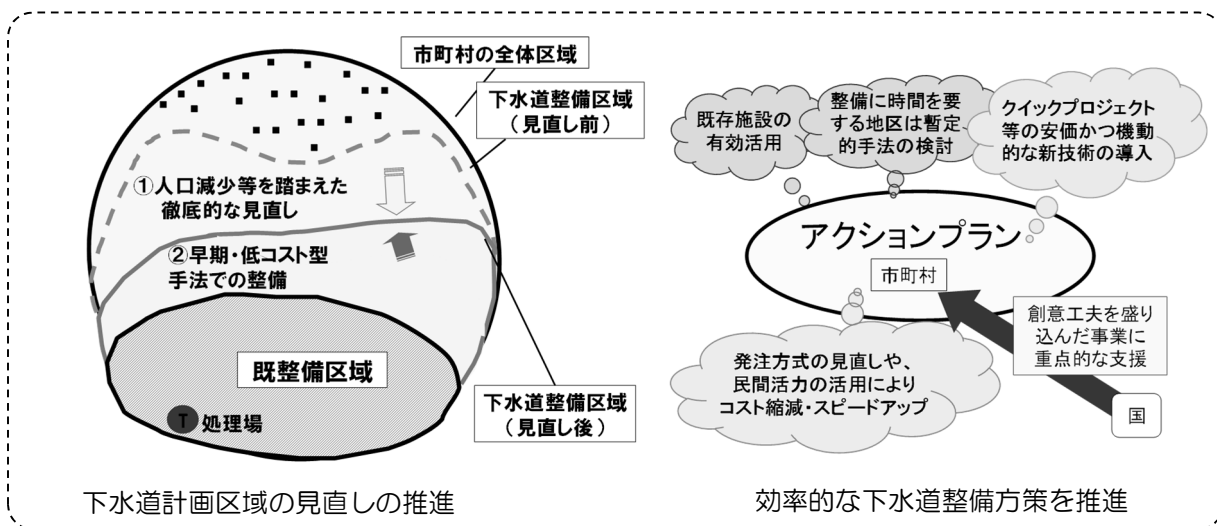 市町村の全体区域
下水道整備区域
（見直し前）
①人口減少等を踏まえた
徹底的な見直し
②早期・低コスト型
手法での整備
既整備区域
T 処理場
下水道整備区域
（見直し後）
下水道計画区域の見直しの推進
既存施設の
有効活用
整備に時間を要
する地区は暫定
的手法の検討
クイックプロジェクト
等の安価かつ機動
的な新技術の導入
アクションプラン
市町村
創意工夫を盛り
込んだ事業に
重点的な支援
国
発注方式の見直しや、
民間活力の活用により
コスト縮減・スピードアップ
効率的な下水道整備方策を推進